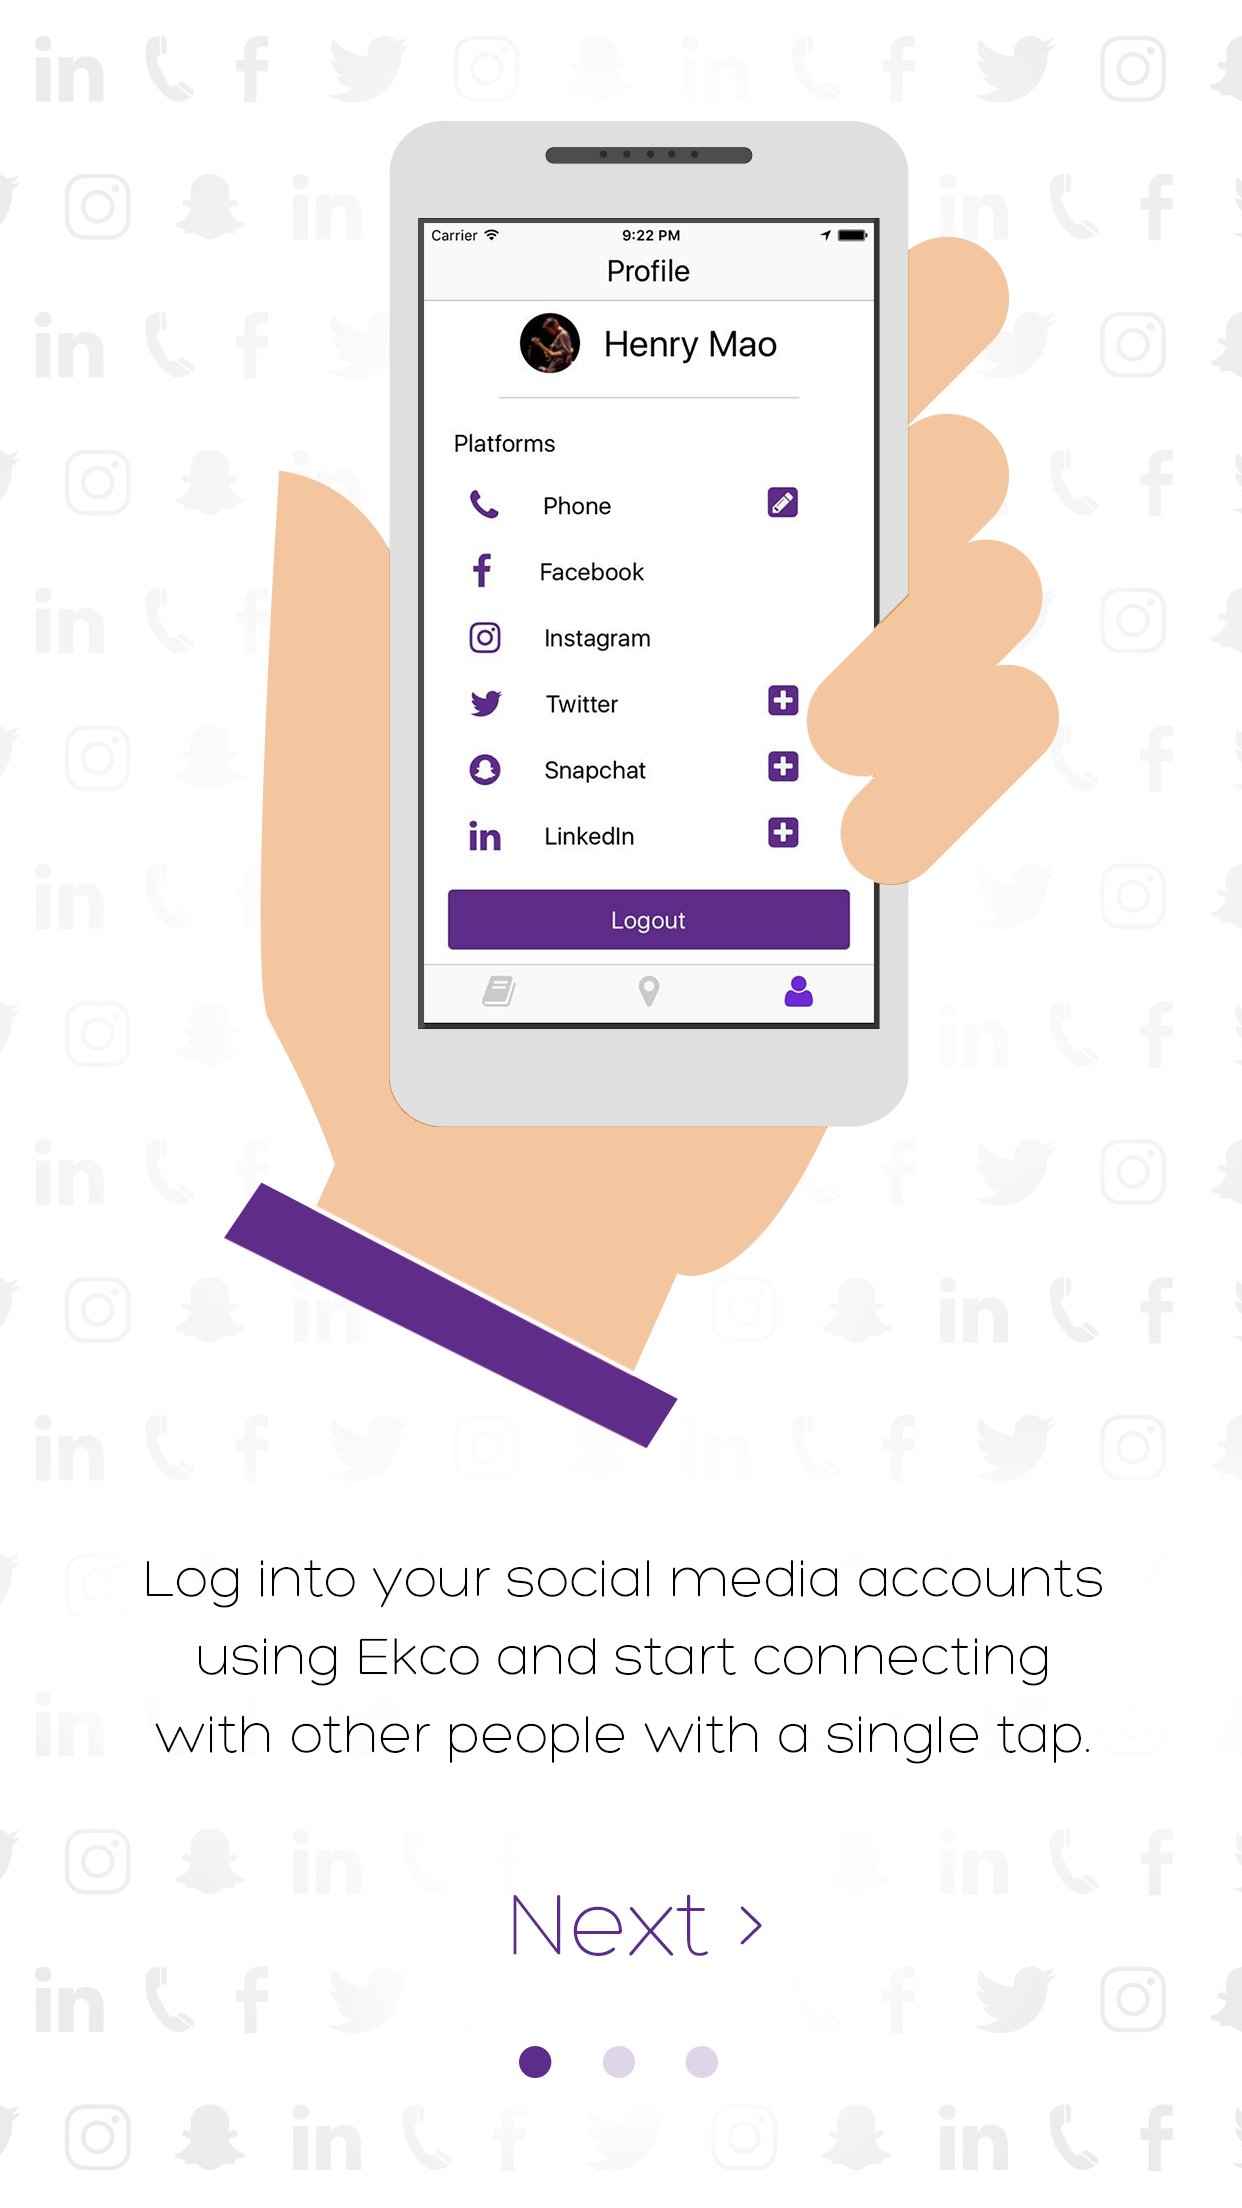 Carrier 9:22 PM
Profile
Henry Mao
Platforms
Phone
Facebook
Instagram
Twitter
Snapchat
LinkedIn
Logout
Log into your social media accounts
using Ekco and start connecting
with other people with a single tap.
Next >